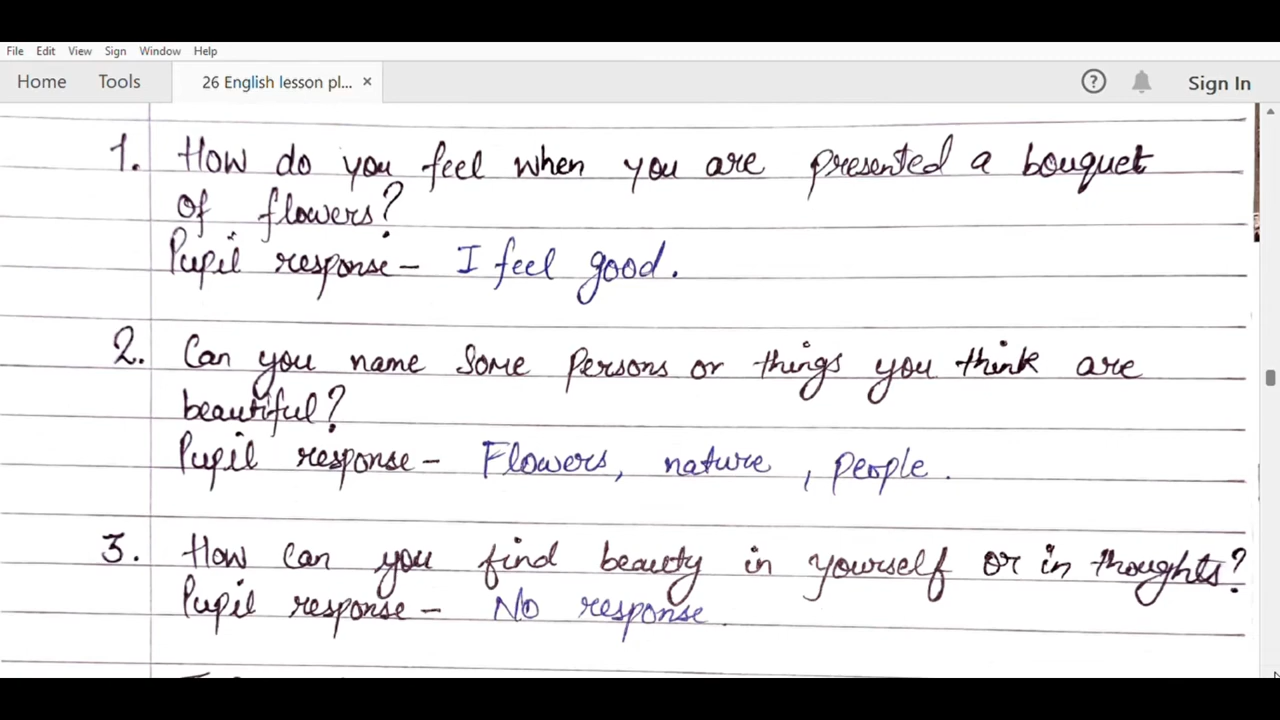 File Edit View Sign Window Help
Home Tools 26 English lesson pl... × ? Sign In
1. How do you feel when you are presented a bouquet
of flowers?
Pupil response - I feel good.
2. Can you name some persons or things you think are
beautiful?
Pupil response - Flowers, nature, people.
3. How can you find beauty in yourself or in thoughts?
Pupil response - No response.